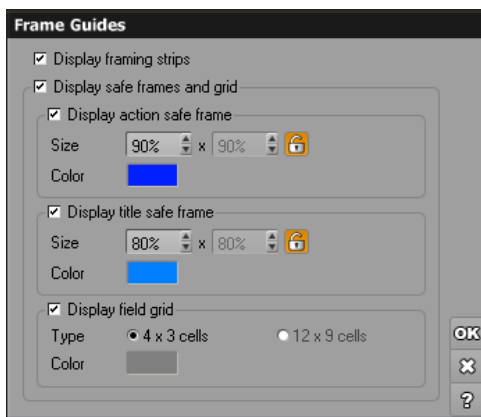 Frame Guides
Display framing strips
Display safe frames and grid
Display action safe frame
Size 90% x 90%
Color
Display title safe frame
Size 80% x 80%
Color
Display field grid
Type 4 x 3 cells 12 x 9 cells
Color
OK
?